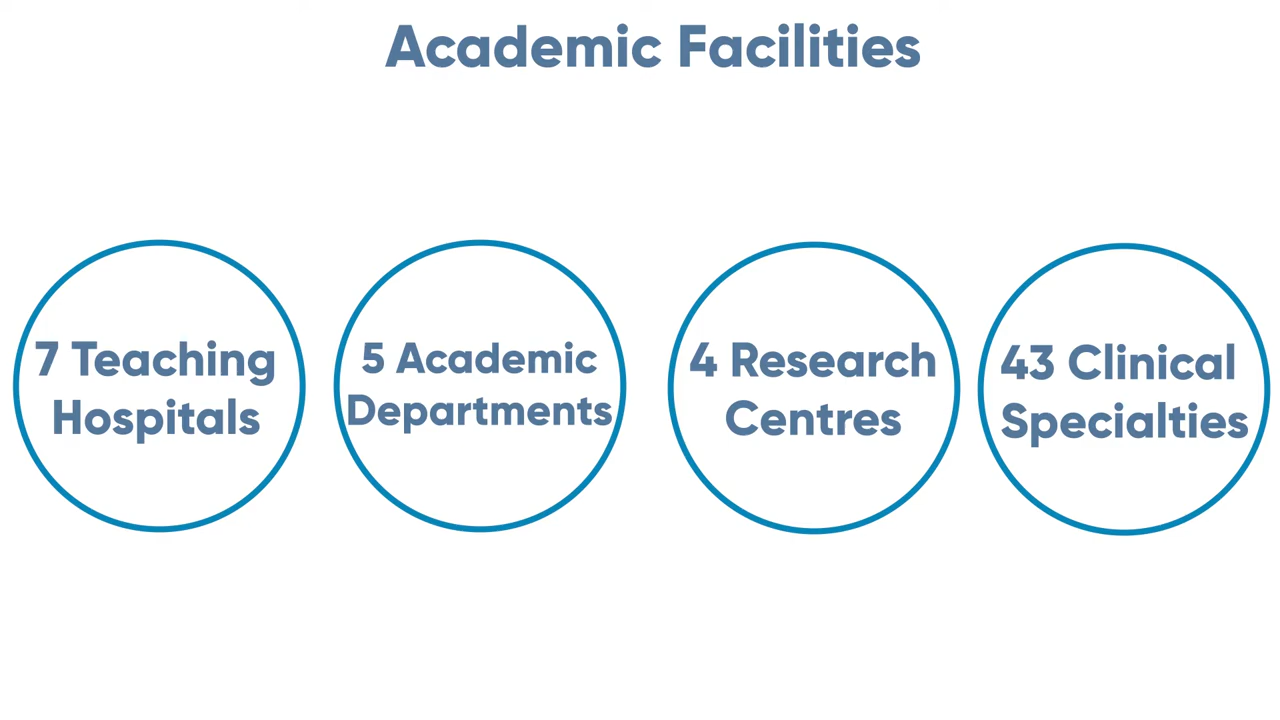 Academic Facilities
7 Teaching
Hospitals
5 Academic
Departments
4 Research
Centres
43 Clinical
Specialties